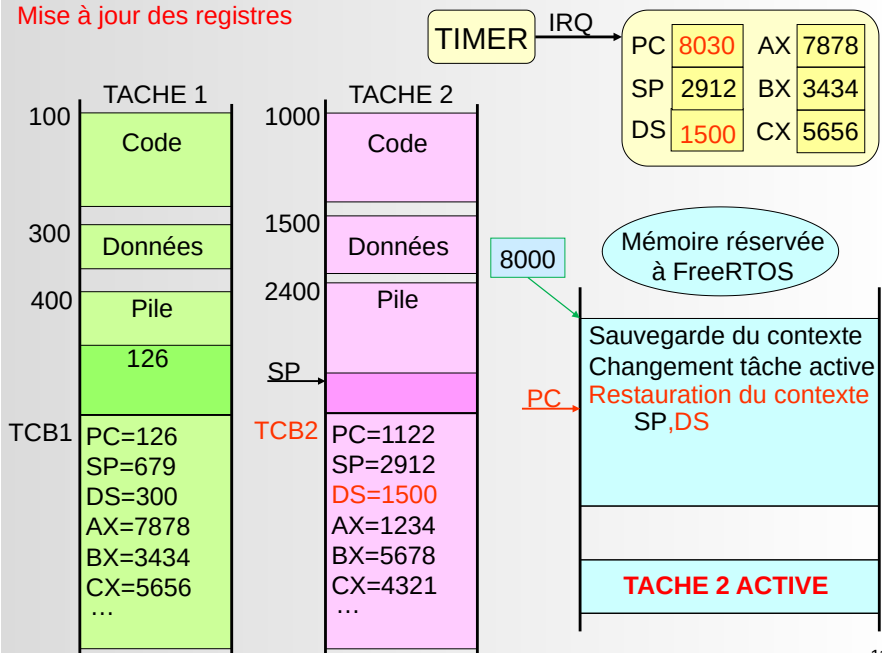 Mise à jour des registres
TIMER
IRQ
PC 8030 AX 7878
SP 2912 BX 3434
DS 1500 CX 5656
TACHE 1
100
Code
300
Données
400
Pile
126
TCB1
PC=126
SP=679
DS=300
AX=7878
BX=3434
CX=5656
…
TACHE 2
1000
Code
1500
Données
2400
Pile
SP
TCB2
PC=1122
SP=2912
DS=1500
AX=1234
BX=5678
CX=4321
…
Mémoire réservée
à FreeRTOS
8000
Sauvegarde du contexte
Changement tâche active
PC
Restauration du contexte
SP,DS
TACHE 2 ACTIVE